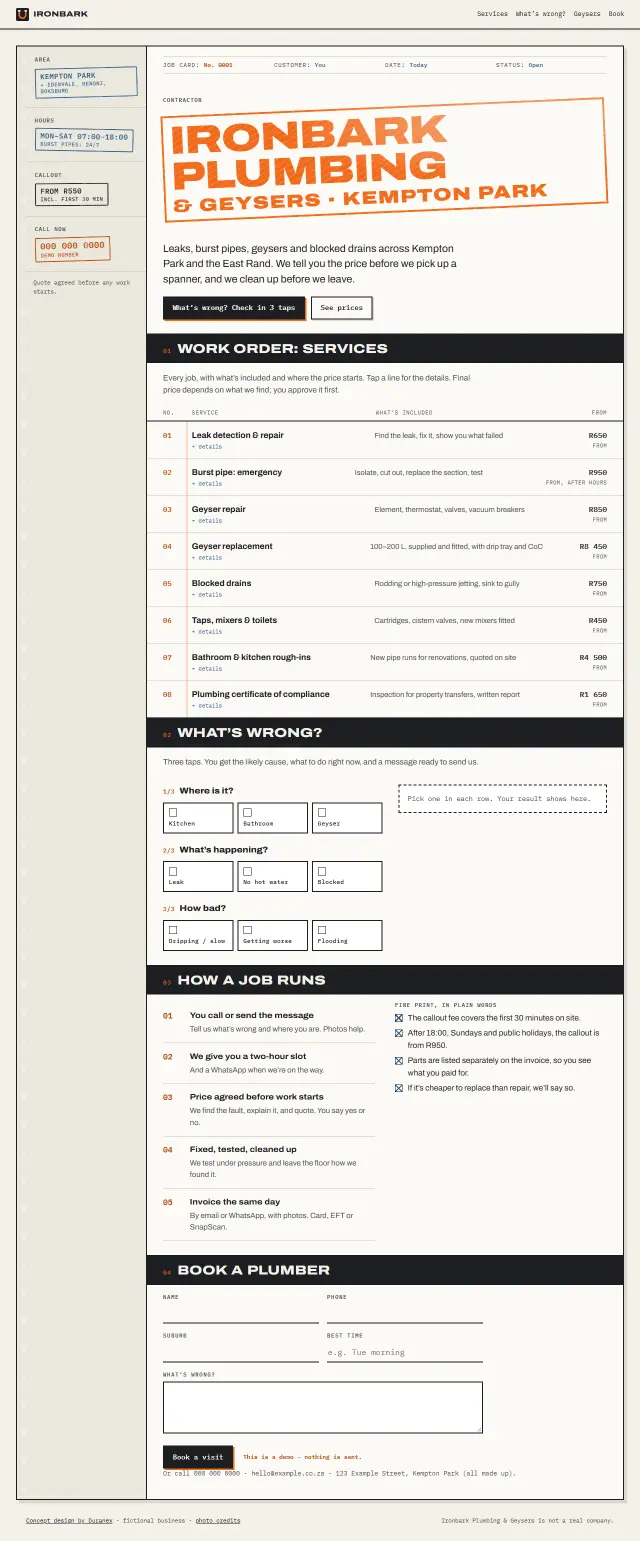 IRONBARK
Services What's wrong? Geysers Book
AREA
KEMPTON PARK
+ EDENVALE, BENONI,
BOKSBURG
HOURS
MON–SAT 07:00–18:00
BURST PIPES: 24/7
CALLOUT
FROM R550
INCL. FIRST 30 MIN
CALL NOW
000 000 0000
DEMO NUMBER
Quote agreed before any work
starts.
JOB CARD: No. 0001 CUSTOMER: You DATE: Today STATUS: Open
CONTRACTOR
IRONBARK
PLUMBING
& GEYSERS · KEMPTON PARK
Leaks, burst pipes, geysers and blocked drains across Kempton
Park and the East Rand. We tell you the price before we pick up a
spanner, and we clean up before we leave.
What's wrong? Check in 3 taps See prices
01 WORK ORDER: SERVICES
Every job, with what's included and where the price starts. Tap a line for the details. Final
price depends on what we find; you approve it first.
NO. SERVICE WHAT'S INCLUDED FROM
01 Leak detection & repair Find the leak, fix it, show you what failed R650
+ details FROM
02 Burst pipe: emergency Isolate, cut out, replace the section, test R950
+ details FROM, AFTER HOURS
03 Geyser repair Element, thermostat, valves, vacuum breakers R850
+ details FROM
04 Geyser replacement 100–200 L, supplied and fitted, with drip tray and CoC R8 450
+ details FROM
05 Blocked drains Rodding or high-pressure jetting, sink to gully R750
+ details FROM
06 Taps, mixers & toilets Cartridges, cistern valves, new mixers fitted R450
+ details FROM
07 Bathroom & kitchen rough-ins New pipe runs for renovations, quoted on site R4 500
+ details FROM
08 Plumbing certificate of compliance Inspection for property transfers, written report R1 650
+ details FROM
02 WHAT'S WRONG?
Three taps. You get the likely cause, what to do right now, and a message ready to send us.
1/3 Where is it?
Kitchen Bathroom Geyser
2/3 What's happening?
Leak No hot water Blocked
3/3 How bad?
Dripping / slow Getting worse Flooding
Pick one in each row. Your result shows here.
03 HOW A JOB RUNS
01 You call or send the message
Tell us what's wrong and where you are. Photos help.
02 We give you a two-hour slot
And a WhatsApp when we're on the way.
03 Price agreed before work starts
We find the fault, explain it, and quote. You say yes or
no.
04 Fixed, tested, cleaned up
We test under pressure and leave the floor how we
found it.
05 Invoice the same day
By email or WhatsApp, with photos. Card, EFT or
SnapScan.
FINE PRINT, IN PLAIN WORDS
The callout fee covers the first 30 minutes on site.
After 18:00, Sundays and public holidays, the callout is
from R950.
Parts are listed separately on the invoice, so you see
what you paid for.
If it's cheaper to replace than repair, we'll say so.
04 BOOK A PLUMBER
NAME PHONE
SUBURB BEST TIME
e.g. Tue morning
WHAT'S WRONG?
Book a visit This is a demo - nothing is sent.
Or call 000 000 0000 · hello@example.co.za · 123 Example Street, Kempton Park (all made up).
Concept design by Duranex · fictional business · photo credits
Ironbark Plumbing & Geysers is not a real company.